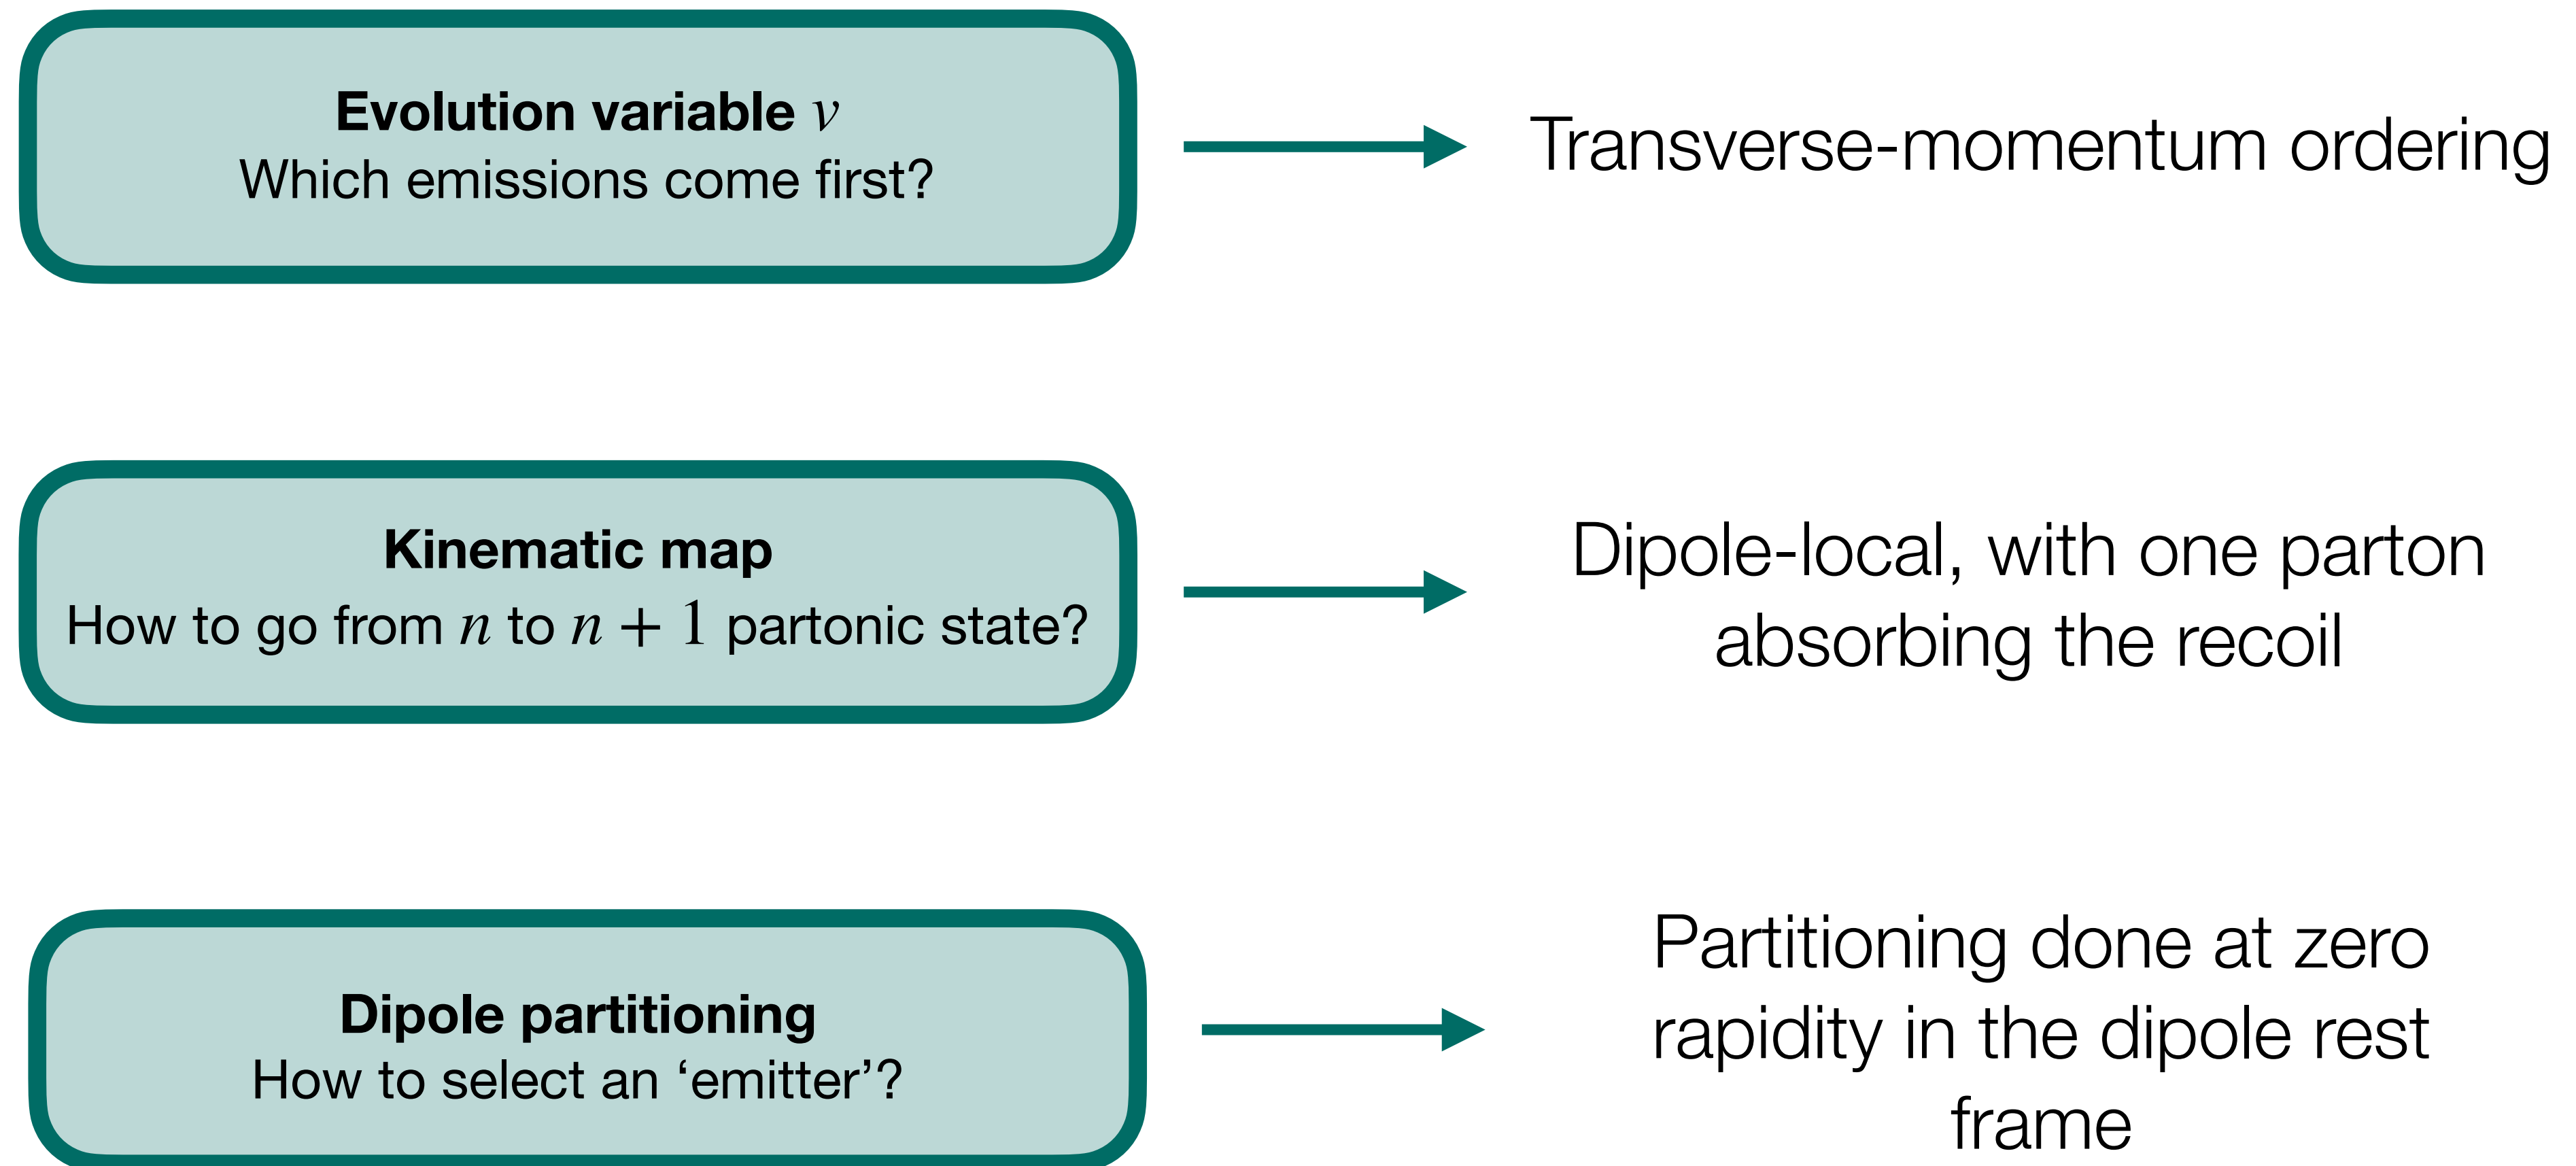 Evolution variable v
Which emissions come first?
Transverse-momentum ordering
Kinematic map
How to go from n to n + 1 partonic state?
Dipole-local, with one parton
absorbing the recoil
Dipole partitioning
How to select an ‘emitter’?
Partitioning done at zero
rapidity in the dipole rest
frame